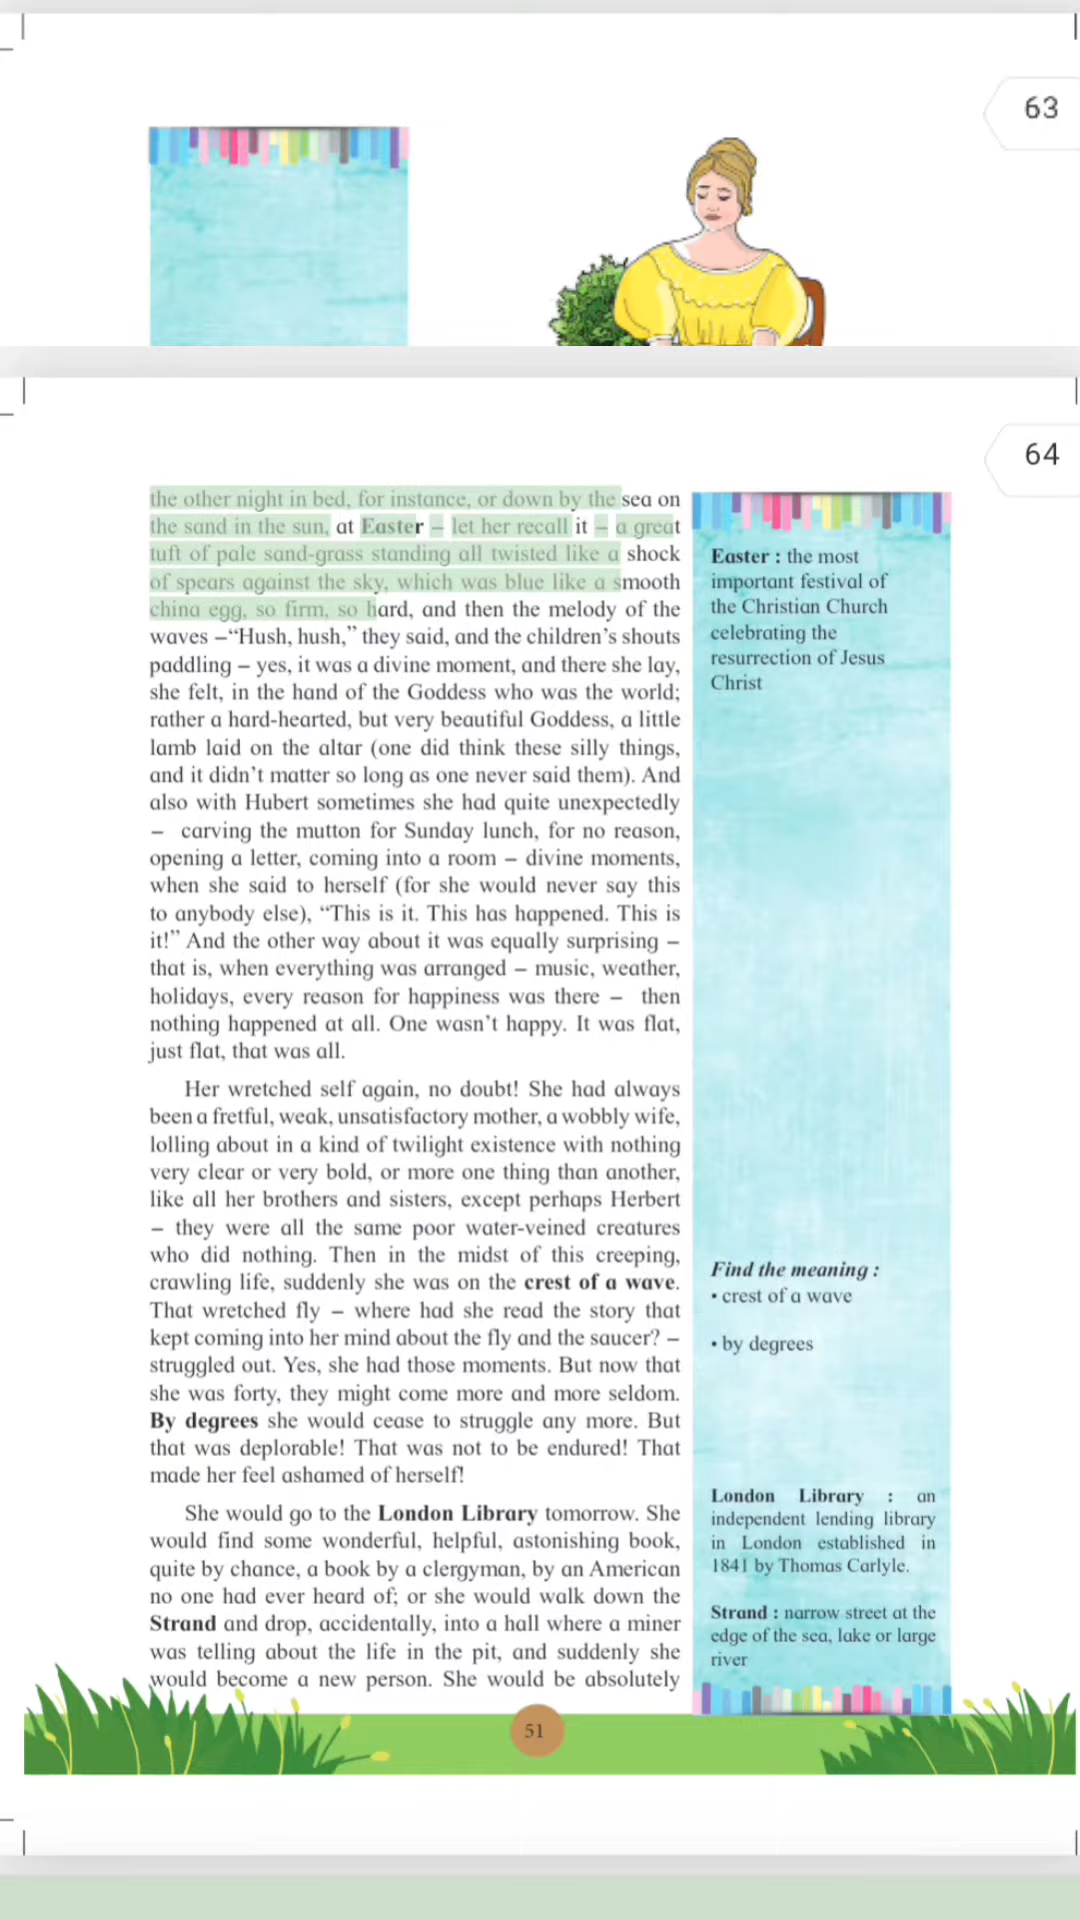 63
64
the other night in bed, for instance, or down by the sea on
the sand in the sun, at Easter – let her recall it – a great
tuft of pale sand-grass standing all twisted like a shock
of spears against the sky, which was blue like a smooth
china egg, so firm, so hard, and then the melody of the
waves –“Hush, hush,” they said, and the children’s shouts
paddling – yes, it was a divine moment, and there she lay,
she felt, in the hand of the Goddess who was the world;
rather a hard-hearted, but very beautiful Goddess, a little
lamb laid on the altar (one did think these silly things,
and it didn’t matter so long as one never said them). And
also with Hubert sometimes she had quite unexpectedly
– carving the mutton for Sunday lunch, for no reason,
opening a letter, coming into a room – divine moments,
when she said to herself (for she would never say this
to anybody else), “This is it. This has happened. This is
it!” And the other way about it was equally surprising –
that is, when everything was arranged – music, weather,
holidays, every reason for happiness was there – then
nothing happened at all. One wasn’t happy. It was flat,
just flat, that was all.
Her wretched self again, no doubt! She had always
been a fretful, weak, unsatisfactory mother, a wobbly wife,
lolling about in a kind of twilight existence with nothing
very clear or very bold, or more one thing than another,
like all her brothers and sisters, except perhaps Herbert
– they were all the same poor water-veined creatures
who did nothing. Then in the midst of this creeping,
crawling life, suddenly she was on the crest of a wave.
That wretched fly – where had she read the story that
kept coming into her mind about the fly and the saucer? –
struggled out. Yes, she had those moments. But now that
she was forty, they might come more and more seldom.
By degrees she would cease to struggle any more. But
that was deplorable! That was not to be endured! That
made her feel ashamed of herself!
She would go to the London Library tomorrow. She
would find some wonderful, helpful, astonishing book,
quite by chance, a book by a clergyman, by an American
no one had ever heard of; or she would walk down the
Strand and drop, accidentally, into a hall where a miner
was telling about the life in the pit, and suddenly she
would become a new person. She would be absolutely
Easter : the most
important festival of
the Christian Church
celebrating the
resurrection of Jesus
Christ
Find the meaning :
• crest of a wave
• by degrees
London Library : an
independent lending library
in London established in
1841 by Thomas Carlyle.
Strand : narrow street at the
edge of the sea, lake or large
river
51